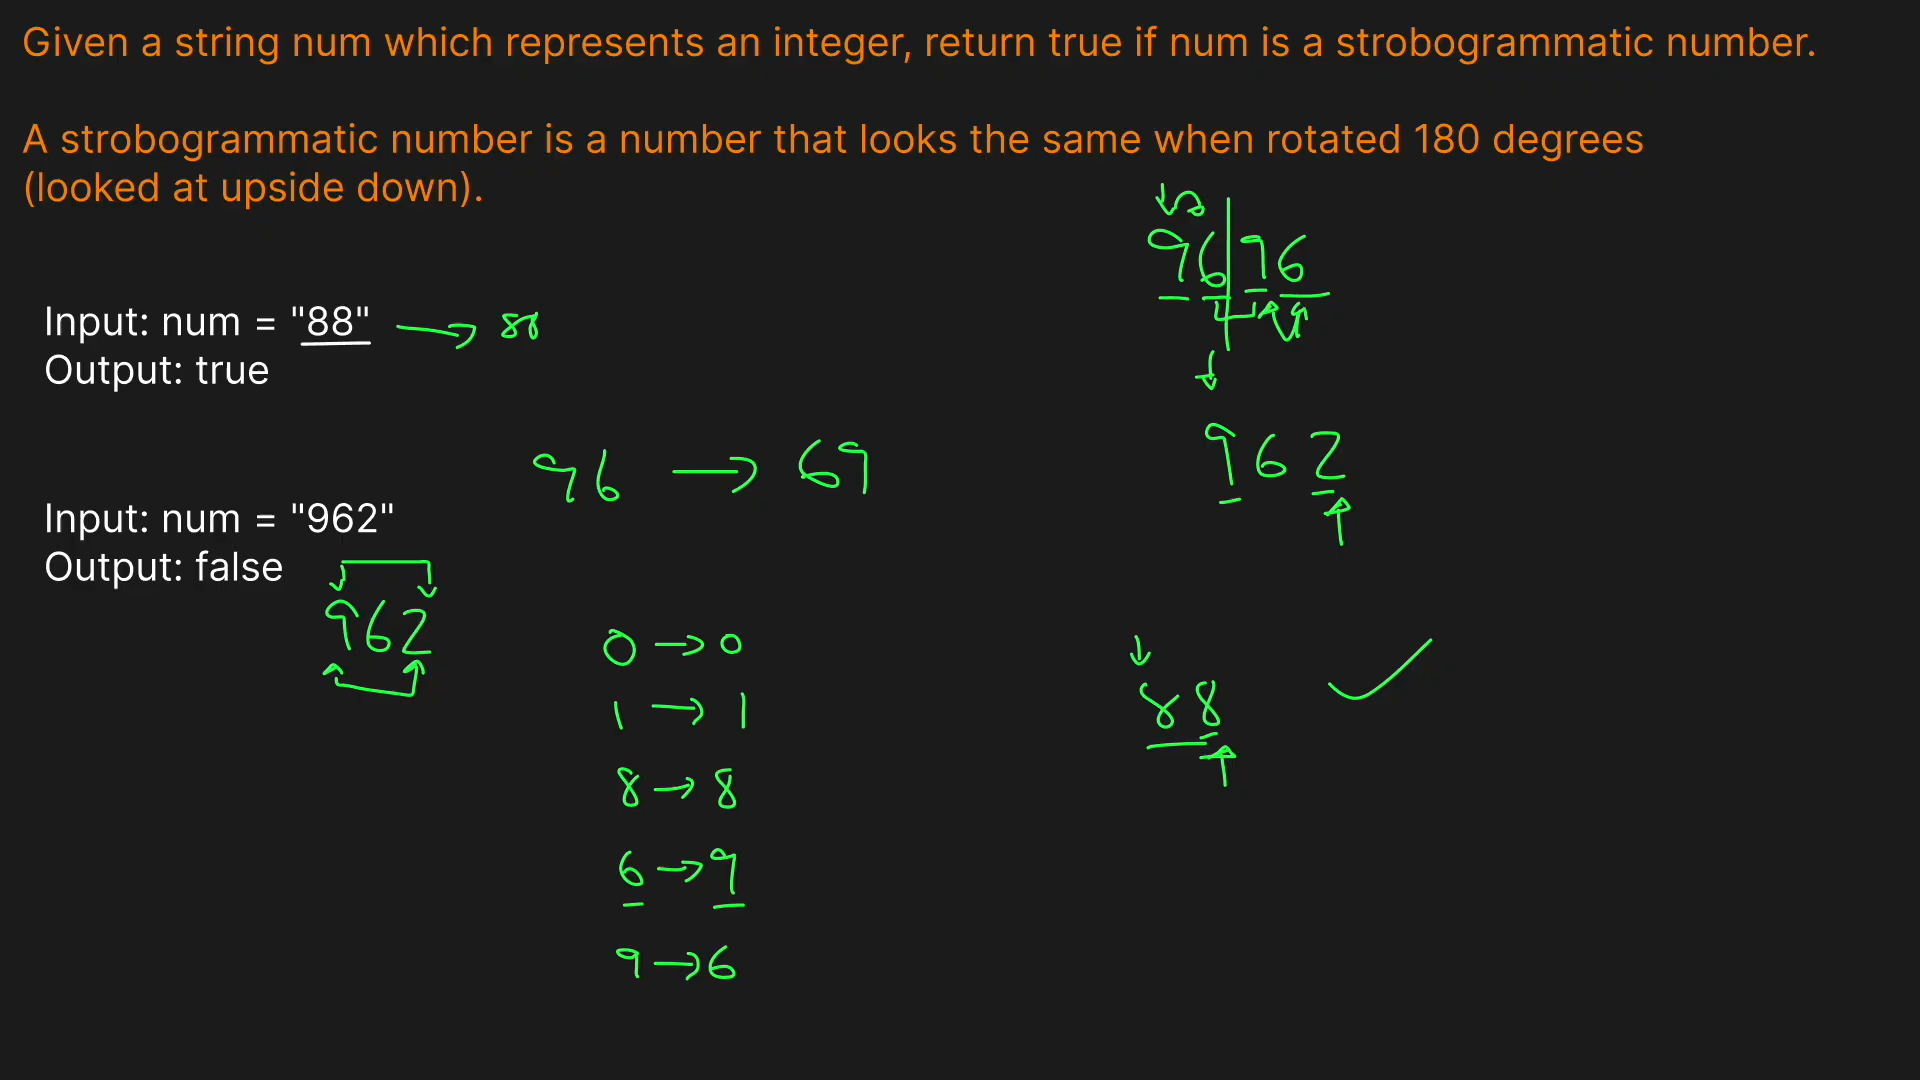 Given a string num which represents an integer, return true if num is a strobogrammatic number.
A strobogrammatic number is a number that looks the same when rotated 180 degrees
(looked at upside down).
Input: num = "88" → 88
Output: true
96 → 69
Input: num = "962"
Output: false
962
0 → 0
1 → 1
8 → 8
6 → 9
9 → 6
96|96
962
88 ✓